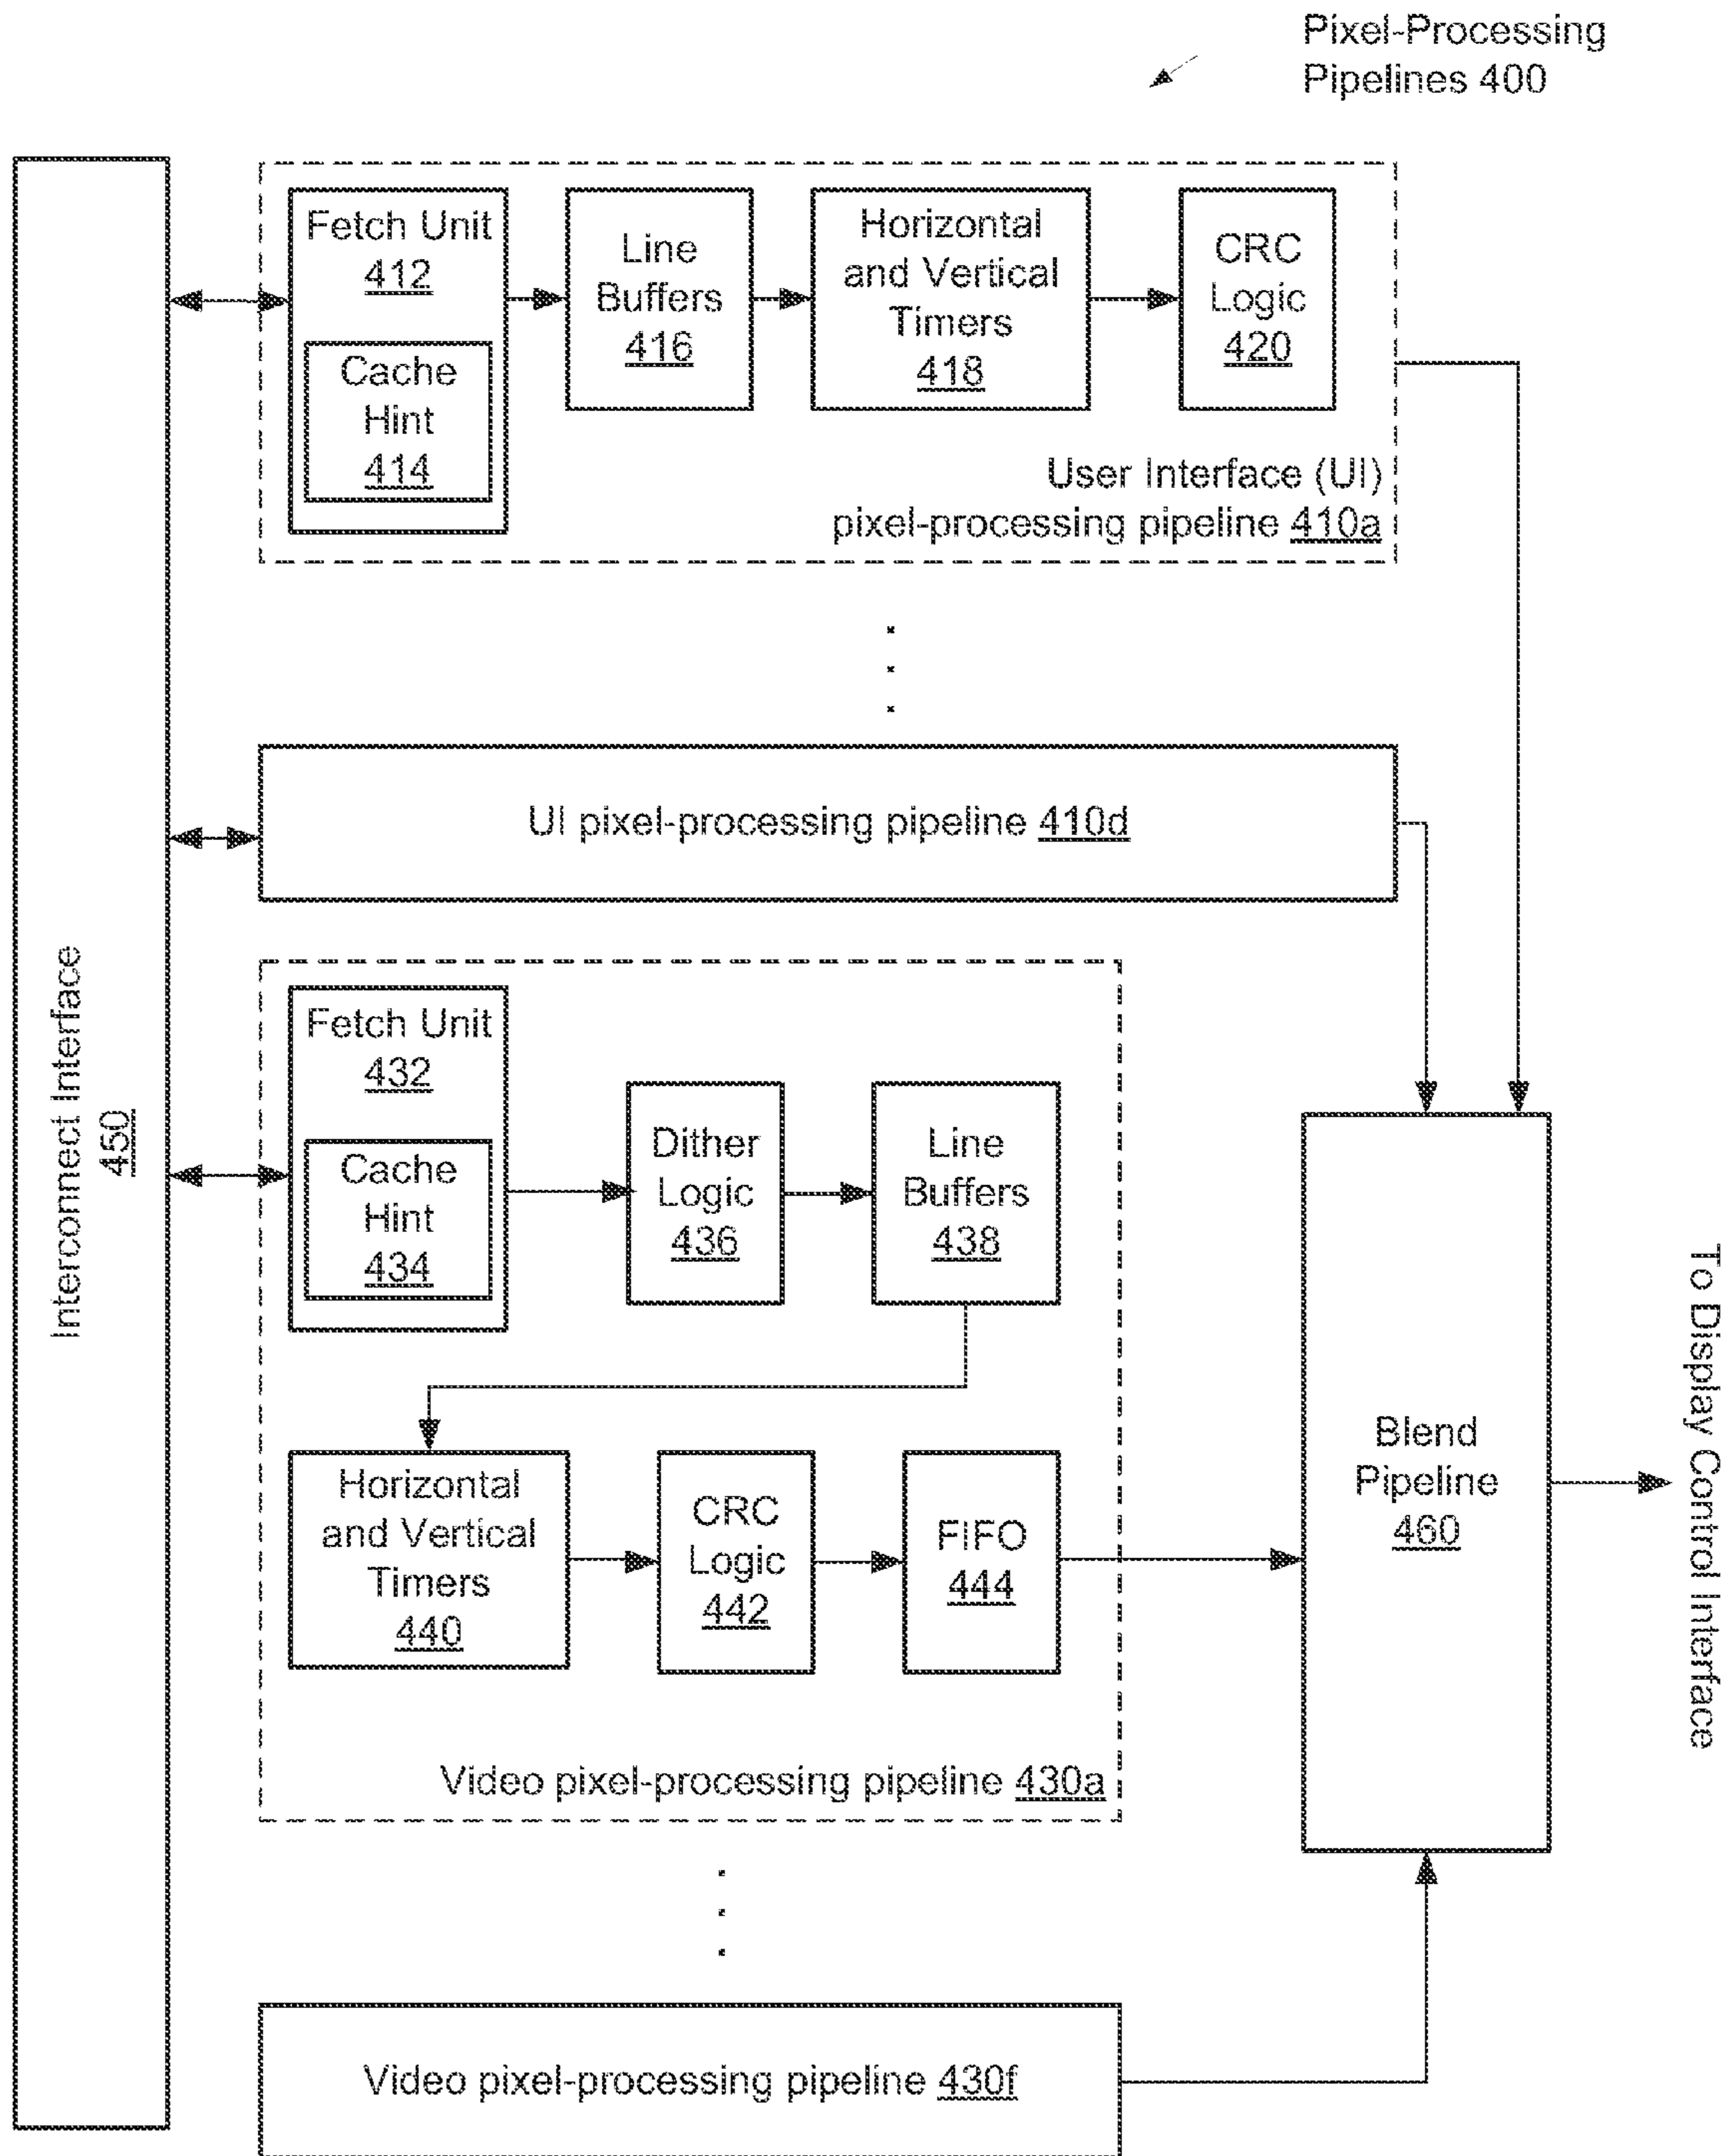 Pixel-Processing
Pipelines 400
Interconnect Interface
450
Fetch Unit
412
Cache
Hint
414
Line
Buffers
416
Horizontal
and Vertical
Timers
418
CRC
Logic
420
User Interface (UI)
pixel-processing pipeline 410a
UI pixel-processing pipeline 410d
Fetch Unit
432
Cache
Hint
434
Dither
Logic
436
Line
Buffers
438
Horizontal
and Vertical
Timers
440
CRC
Logic
442
FIFO
444
Video pixel-processing pipeline 430a
Blend
Pipeline
460
To Display Control Interface
Video pixel-processing pipeline 430f